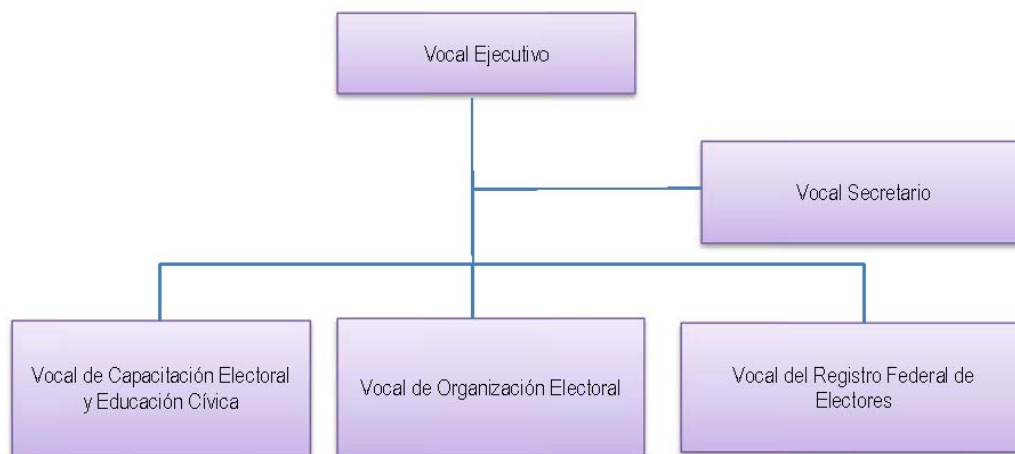 Vocal Ejecutivo
Vocal Secretario
Vocal de Capacitación Electoral
y Educación Cívica
Vocal de Organización Electoral
Vocal del Registro Federal de
Electores